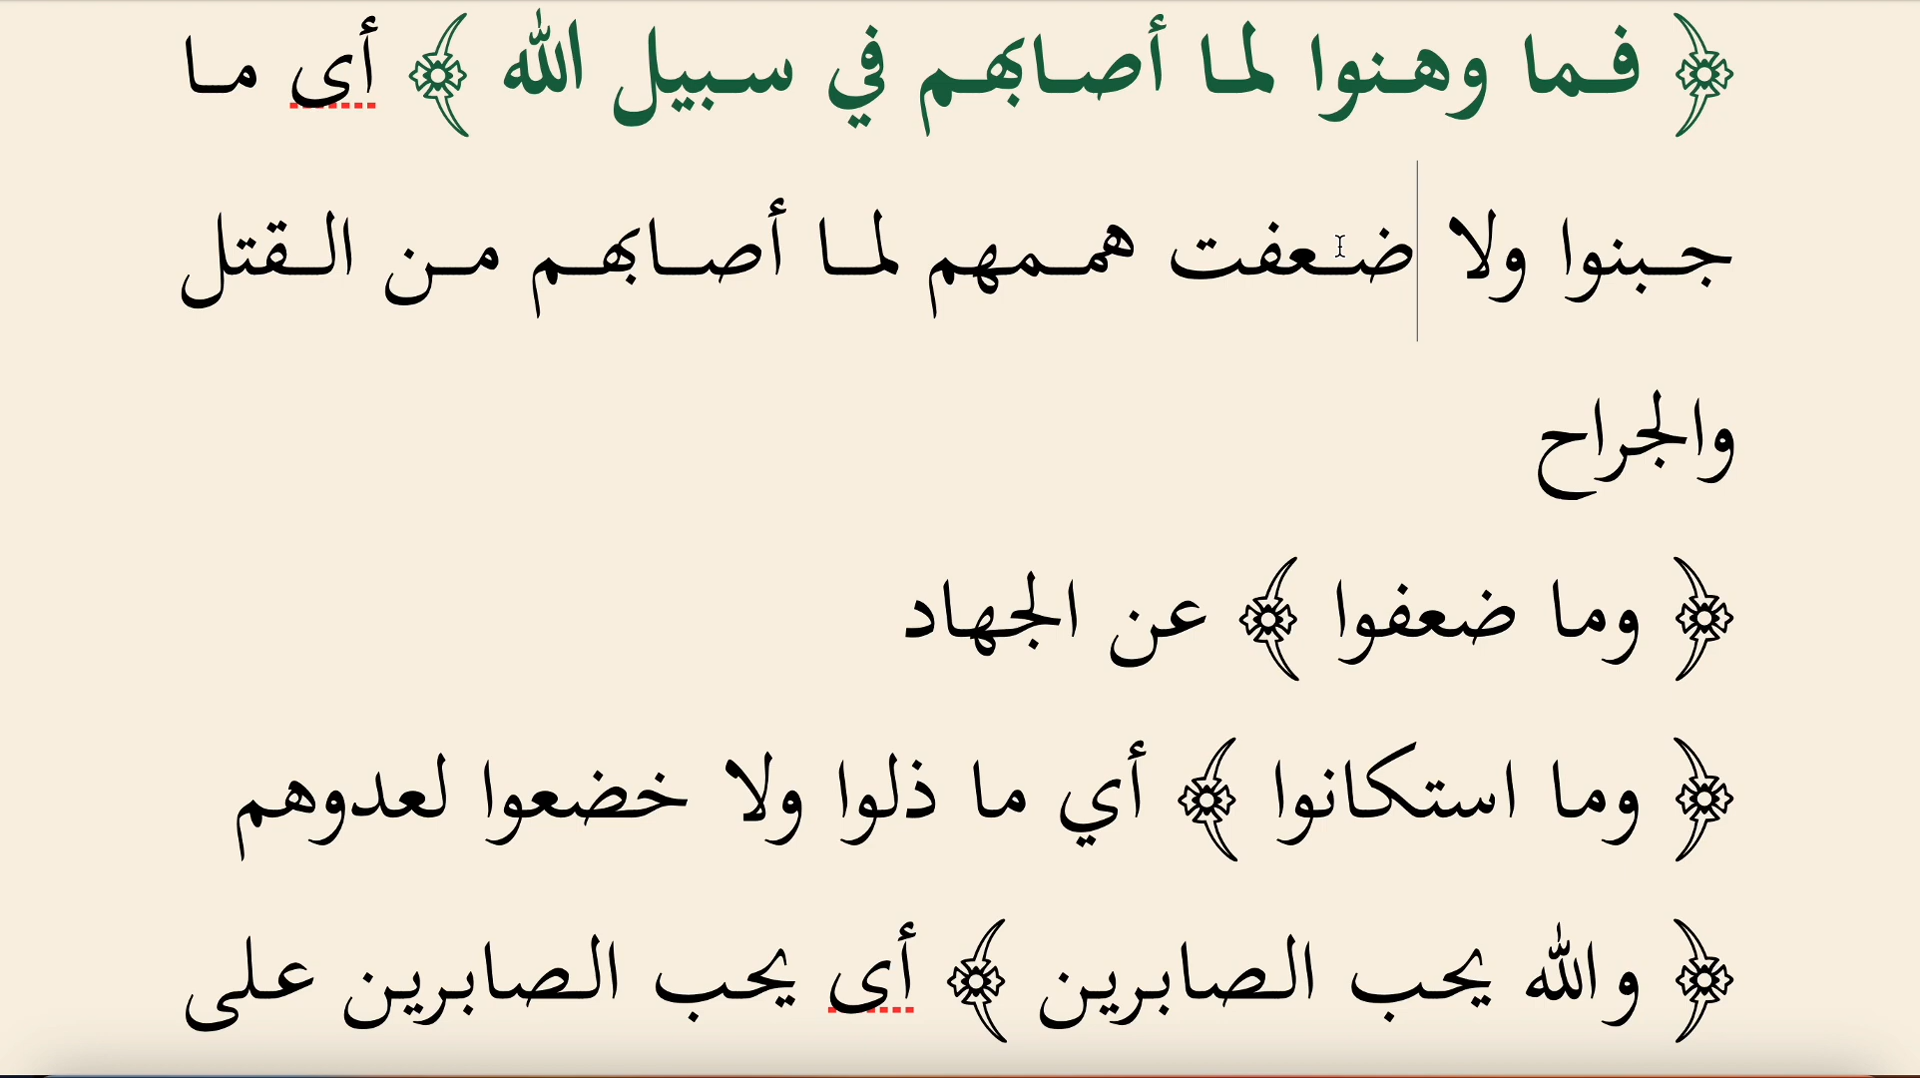 ﴿ فما وهنوا لما أصابهم في سبيل الله ﴾ أى ما
جبنوا ولا ضعفت هممهم لما أصابهم من القتل
والجراح
﴿ وما ضعفوا ﴾ عن الجهاد
﴿ وما استكانوا ﴾ أي ما ذلوا ولا خضعوا لعدوهم
﴿ والله يحب الصابرين ﴾ أى يحب الصابرين على